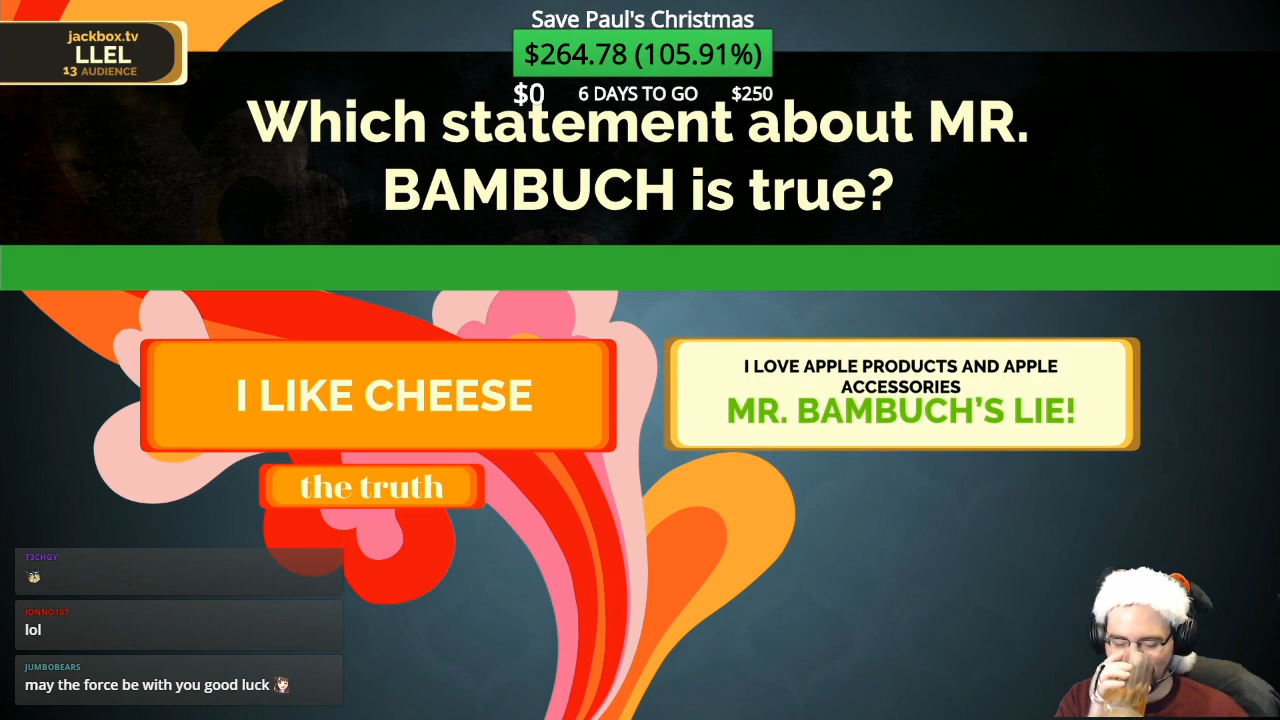 jackbox.tv
LLEL
13 AUDIENCE
Save Paul's Christmas
$264.78 (105.91%)
$0 6 DAYS TO GO $250
Which statement about MR.
BAMBUCH is true?
I LIKE CHEESE
the truth
I LOVE APPLE PRODUCTS AND APPLE
ACCESSORIES
MR. BAMBUCH'S LIE!
T3CHGY
JONNO107
lol
JUMBOBEARS
may the force be with you good luck